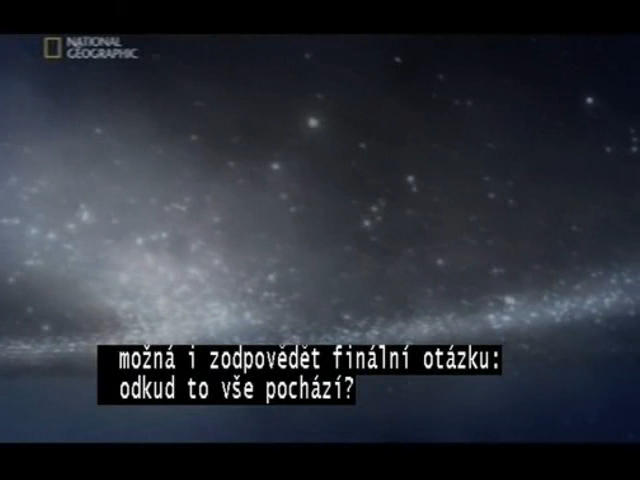 NATIONAL
GEOGRAPHIC
možná i zodpovědět finální otázku:
odkud to vše pochází?